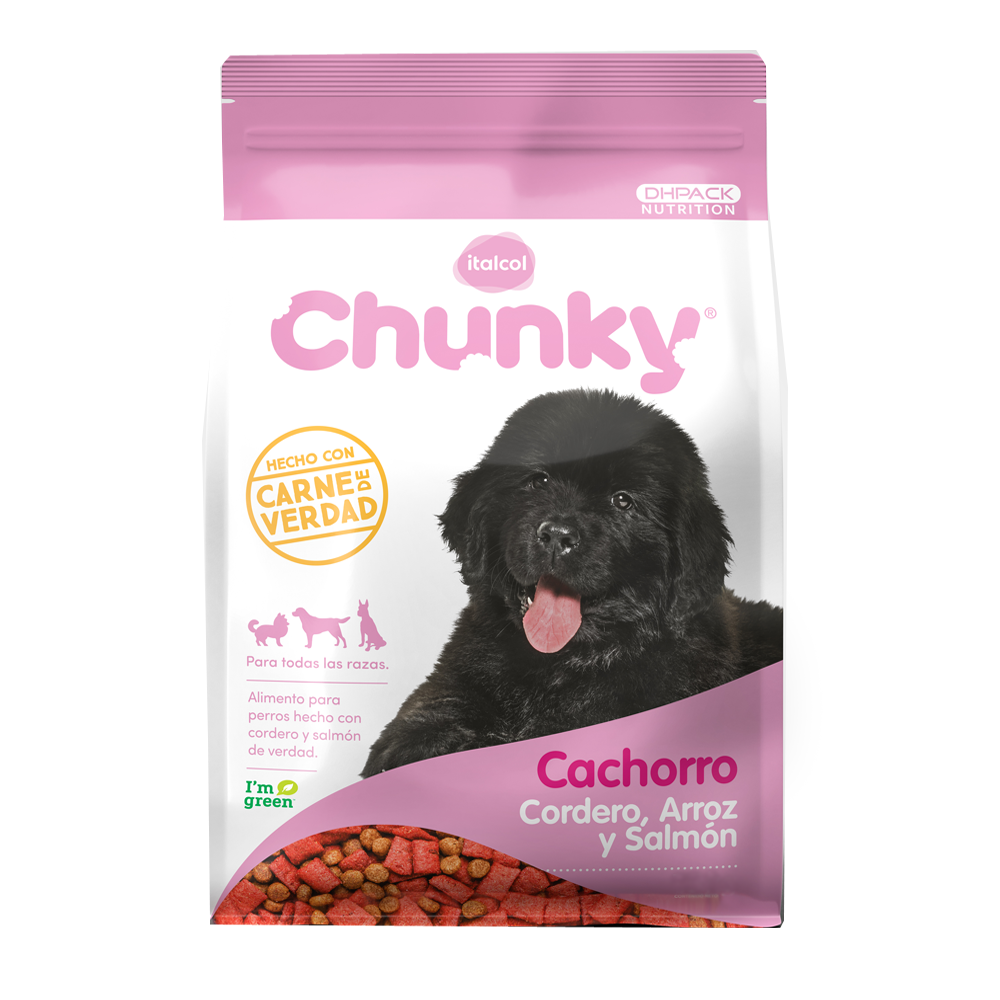 DHPACK
NUTRITION
italcol
Chunky®
HECHO CON
CARNE DE
VERDAD
Para todas las razas.
Alimento para
perros hecho con
cordero y salmón
de verdad.
I'm
green™
Cachorro
Cordero, Arroz
y Salmón